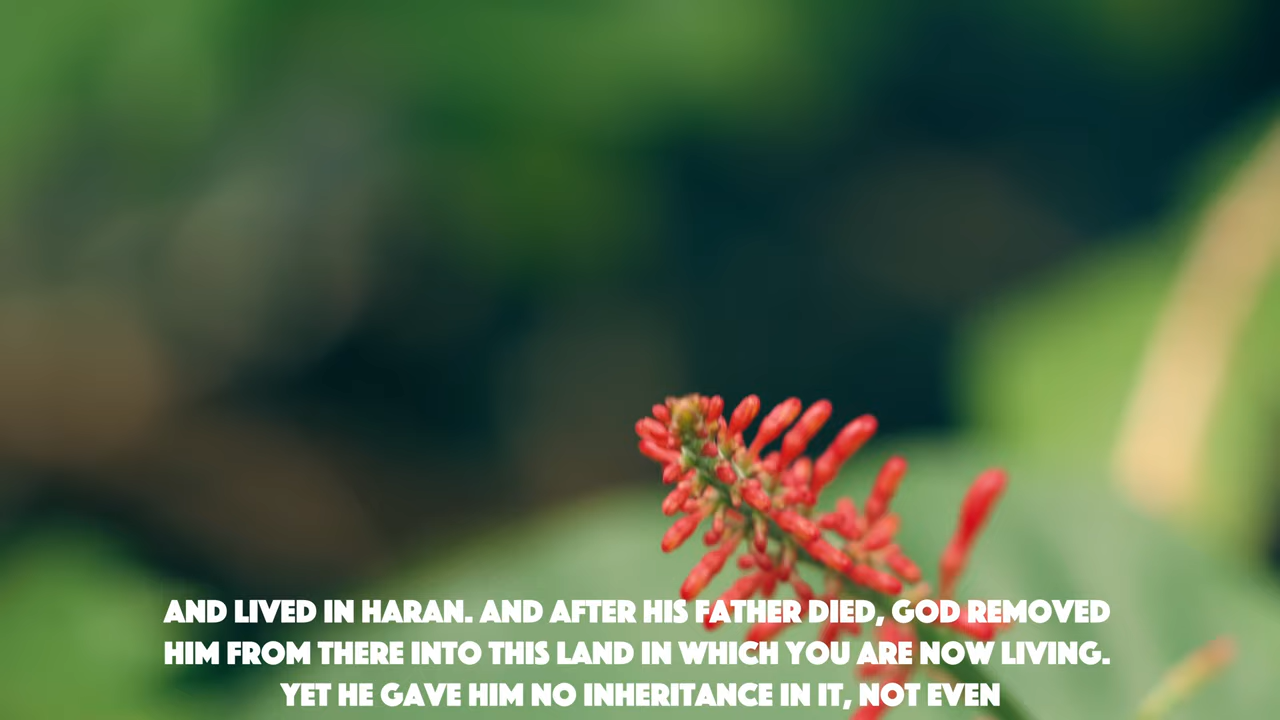 AND LIVED IN HARAN. AND AFTER HIS FATHER DIED, GOD REMOVED
HIM FROM THERE INTO THIS LAND IN WHICH YOU ARE NOW LIVING.
YET HE GAVE HIM NO INHERITANCE IN IT, NOT EVEN